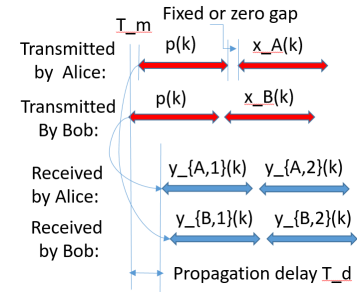 Fixed or zero gap
T_m
Transmitted
by Alice:
p(k)
x_A(k)
Transmitted
By Bob:
p(k)
x_B(k)
Received
by Alice:
y_{A,1}(k)
y_{A,2}(k)
Received
by Bob:
y_{B,1}(k)
y_{B,2}(k)
Propagation delay T_d